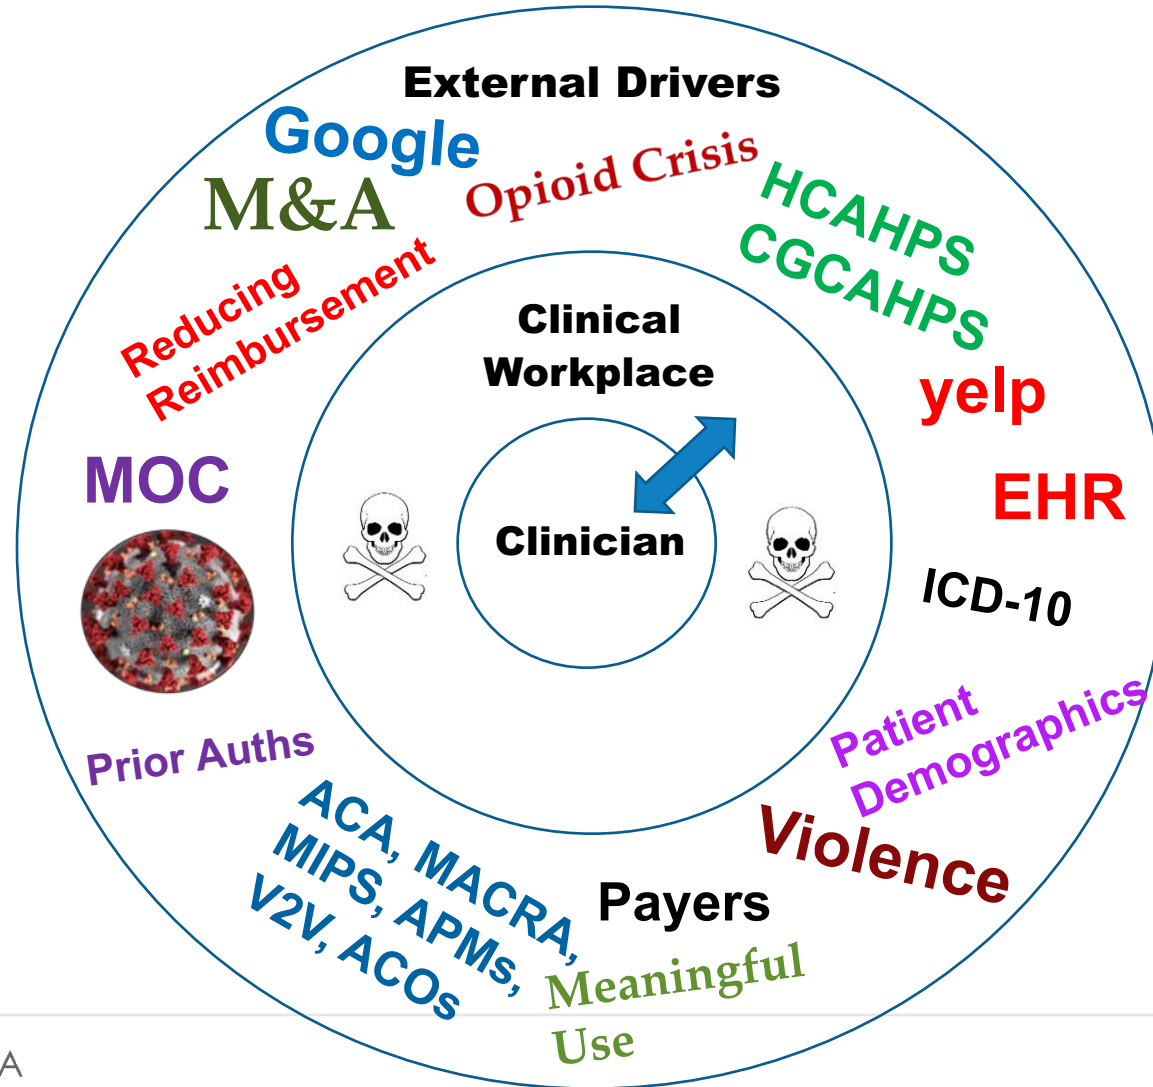 External Drivers
Google
M&A
Opioid Crisis
HCAHPS
CGCAHPS
Reducing
Reimbursement
Clinical
Workplace
yelp
MOC
EHR
Clinician
ICD-10
Patient
Demographics
Prior Auths
ACA, MACRA,
MIPS, APMs,
V2V, ACOs
Violence
Payers
Meaningful
Use
A